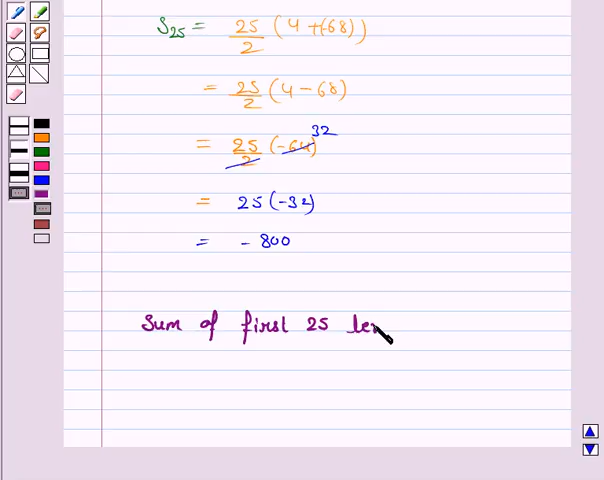 S₂₅ = 25/2 (4 + (-68))
= 25/2 (4 - 68)
= 25/2 (-64) 32
= 25 (-32)
= - 800
Sum of first 25 ter